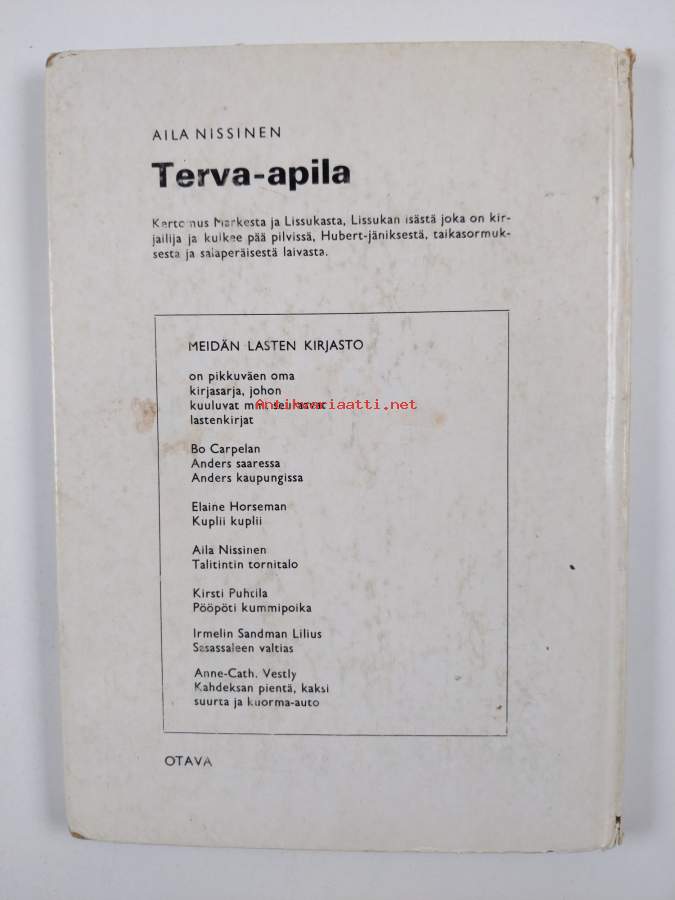 AILA NISSINEN
Terva-apila
Kertomus Markesta ja Lissukasta, Lissukan isästä joka on kir-
jailija ja kulkee pää pilvissä, Hubert-jäniksestä, taikasormuk-
sesta ja salaperäisestä laivasta.
MEIDÄN LASTEN KIRJASTO
on pikkuväen oma
kirjasarja, johon
kuuluvat mm. seuraavat
Antikvariaatti.net
lastenkirjat
Bo Carpelan
Anders saaressa
Anders kaupungissa
Elaine Horseman
Kuplii kuplii
Aila Nissinen
Talitintin tornitalo
Kirsti Puhtila
Pööpöti kummipoika
Irmelin Sandman Lilius
Sasassaleen valtias
Anne-Cath. Vestly
Kahdeksan pientä, kaksi
suurta ja kuorma-auto
OTAVA